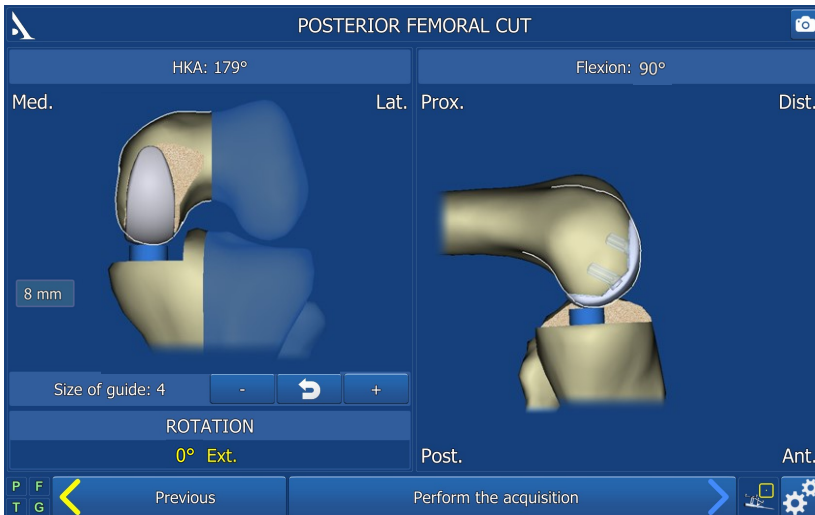 POSTERIOR FEMORAL CUT
HKA: 179°
Flexion: 90°
Med.
Lat.
Prox.
Dist.
8 mm
Size of guide: 4
-
+
ROTATION
0° Ext.
Post.
Ant.
P F
T G
Previous
Perform the acquisition